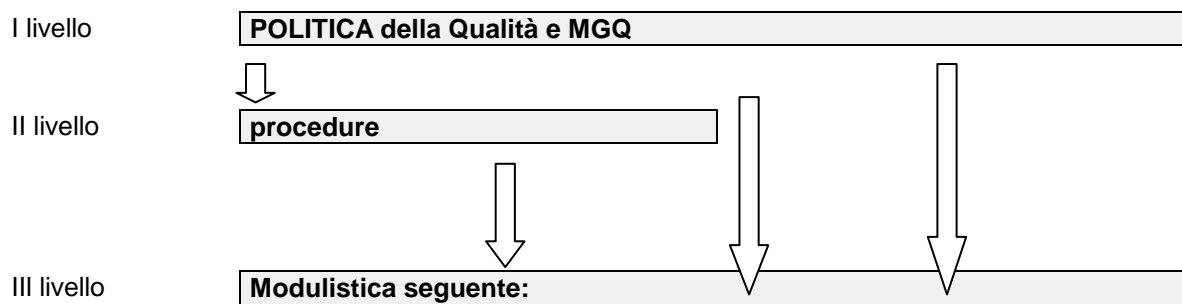 I livello POLITICA della Qualità e MGQ
II livello procedure
III livello Modulistica seguente: